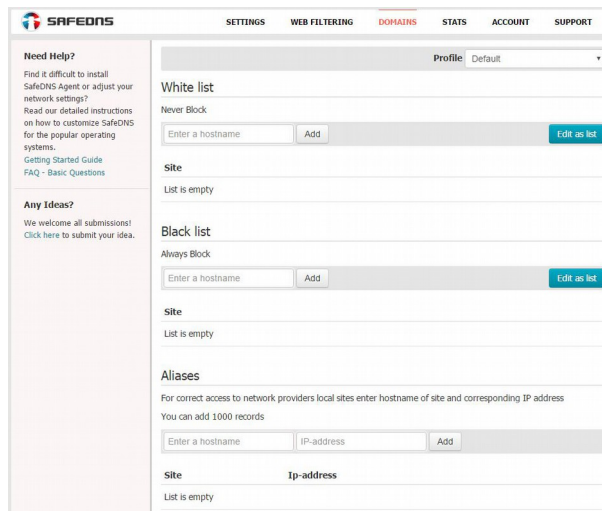 SAFEDNS
SETTINGS WEB FILTERING DOMAINS STATS ACCOUNT SUPPORT
Need Help?
Find it difficult to install
SafeDNS Agent or adjust your
network settings?
Read our detailed instructions
on how to customize SafeDNS
for the popular operating
systems.
Getting Started Guide
FAQ - Basic Questions
Any Ideas?
We welcome all submissions!
Click here to submit your idea.
Profile Default
White list
Never Block
Enter a hostname Add Edit as list
Site
List is empty
Black list
Always Block
Enter a hostname Add Edit as list
Site
List is empty
Aliases
For correct access to network providers local sites enter hostname of site and corresponding IP address
You can add 1000 records
Enter a hostname IP-address Add
Site Ip-address
List is empty